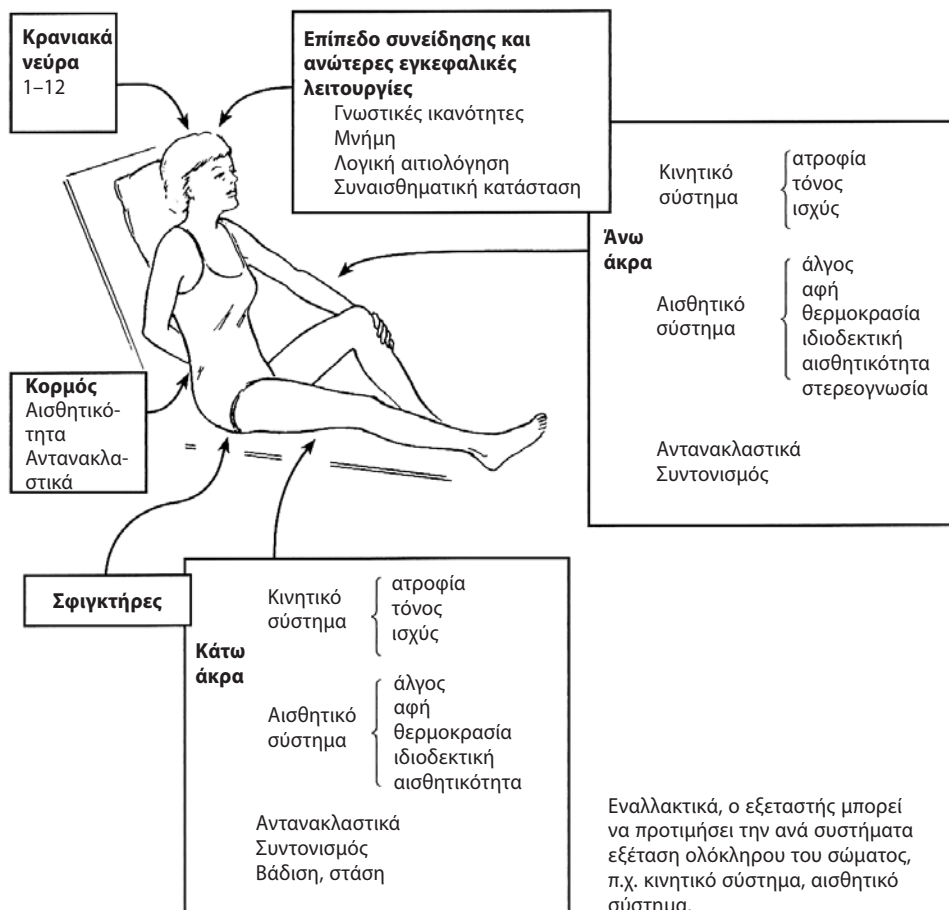 Κρανιακά
νεύρα
1–12
Επίπεδο συνείδησης και
ανώτερες εγκεφαλικές
λειτουργίες
Γνωστικές ικανότητες
Μνήμη
Λογική αιτιολόγηση
Συναισθηματική κατάσταση
Άνω
άκρα
Κινητικό
σύστημα
ατροφία
τόνος
ισχύς
Αισθητικό
σύστημα
άλγος
αφή
θερμοκρασία
ιδιοδεκτική
αισθητικότητα
στερεογνωσία
Αντανακλαστικά
Συντονισμός
Κορμός
Αισθητικό-
τητα
Αντανακλα-
στικά
Σφιγκτήρες
Κάτω
άκρα
Κινητικό
σύστημα
ατροφία
τόνος
ισχύς
Αισθητικό
σύστημα
άλγος
αφή
θερμοκρασία
ιδιοδεκτική
αισθητικότητα
Αντανακλαστικά
Συντονισμός
Βάδιση, στάση
Εναλλακτικά, ο εξεταστής μπορεί
να προτιμήσει την ανά συστήματα
εξέταση ολόκληρου του σώματος,
π.χ. κινητικό σύστημα, αισθητικό
σύστημα.